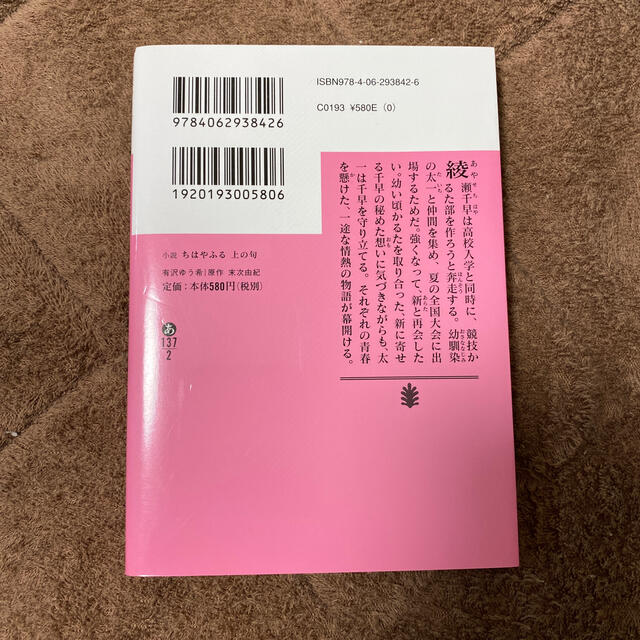 ISBN978-4-06-293842-6
C0193 ¥580E (0)
9784062938426
1920193005806
綾瀬千早は高校入学と同時に、競技か
るた部を作ろうと奔走する。幼馴染
の太一と仲間を集め、夏の全国大会に出
場するためだ。強くなって、新と再会した
い。幼い頃かるたを取り合った、新に寄せ
る千早の秘めた想いに気づきながらも、太
一は千早を守り立てる。それぞれの青春
を懸けた、一途な情熱の物語が幕開ける。
小説 ちはやふる 上の句
有沢ゆう希|原作 末次由紀
定価:本体580円(税別)
あ
137
2